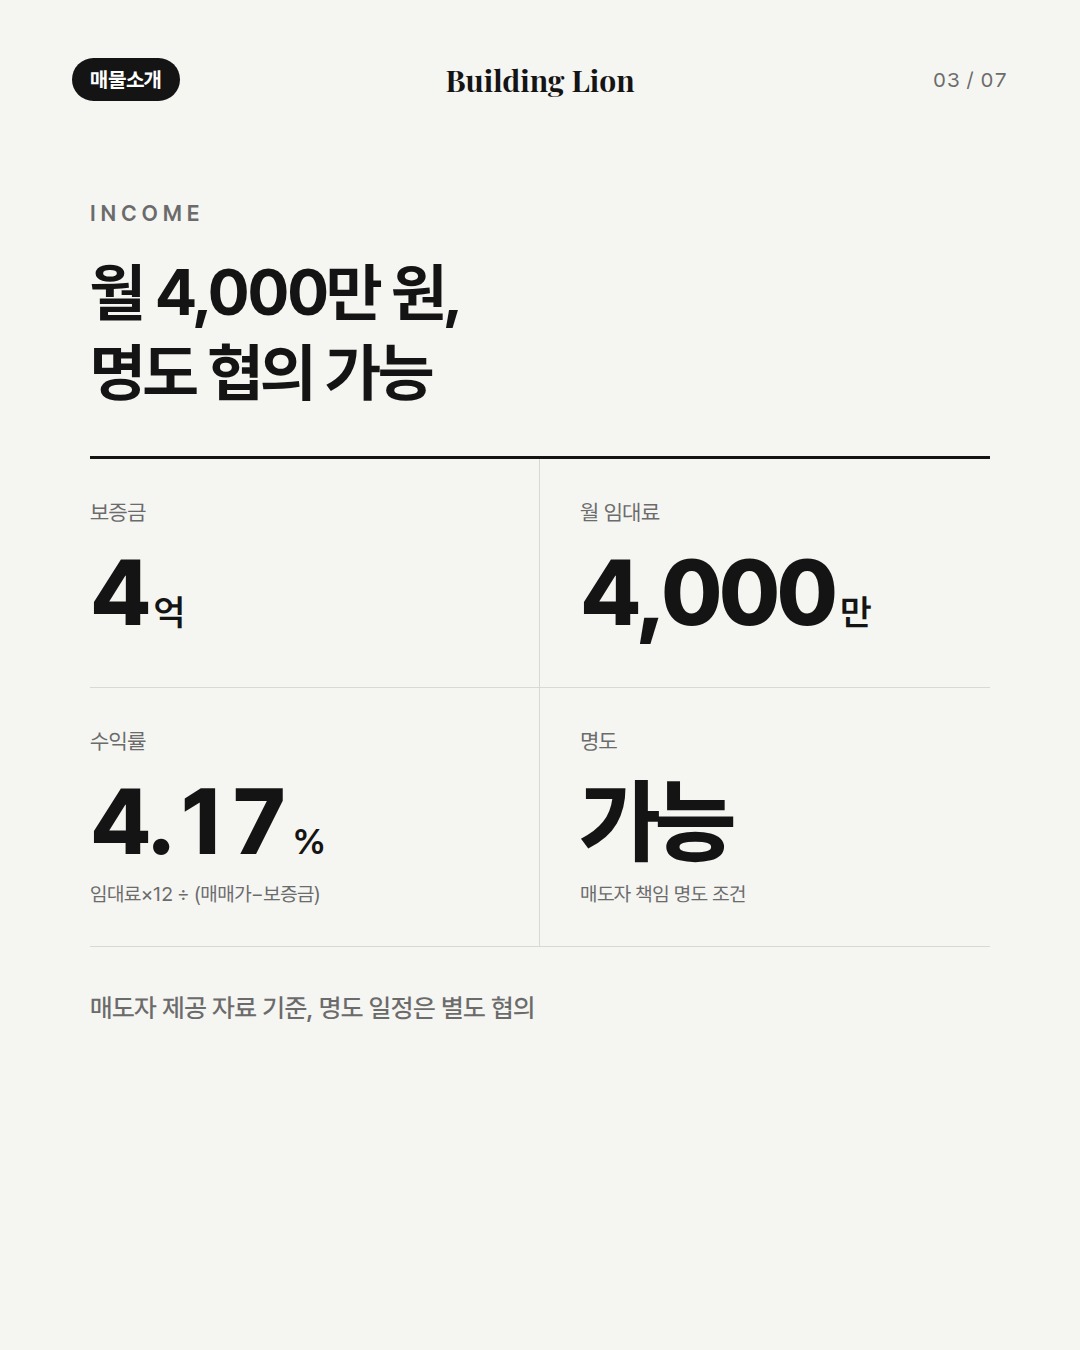 매물소개
Building Lion
03 / 07
INCOME
월 4,000만 원,
명도 협의 가능
보증금
4억
월 임대료
4,000만
수익률
4.17%
임대료×12 ÷ (매매가−보증금)
명도
가능
매도자 책임 명도 조건
매도자 제공 자료 기준, 명도 일정은 별도 협의